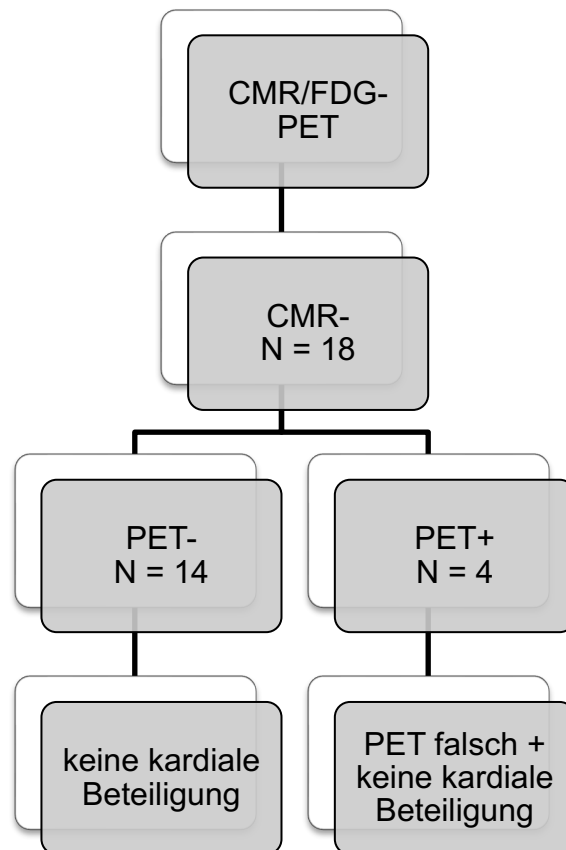 CMR/FDG-
PET
CMR-
N = 18
PET-
N = 14
PET+
N = 4
keine kardiale
Beteiligung
PET falsch +
keine kardiale
Beteiligung